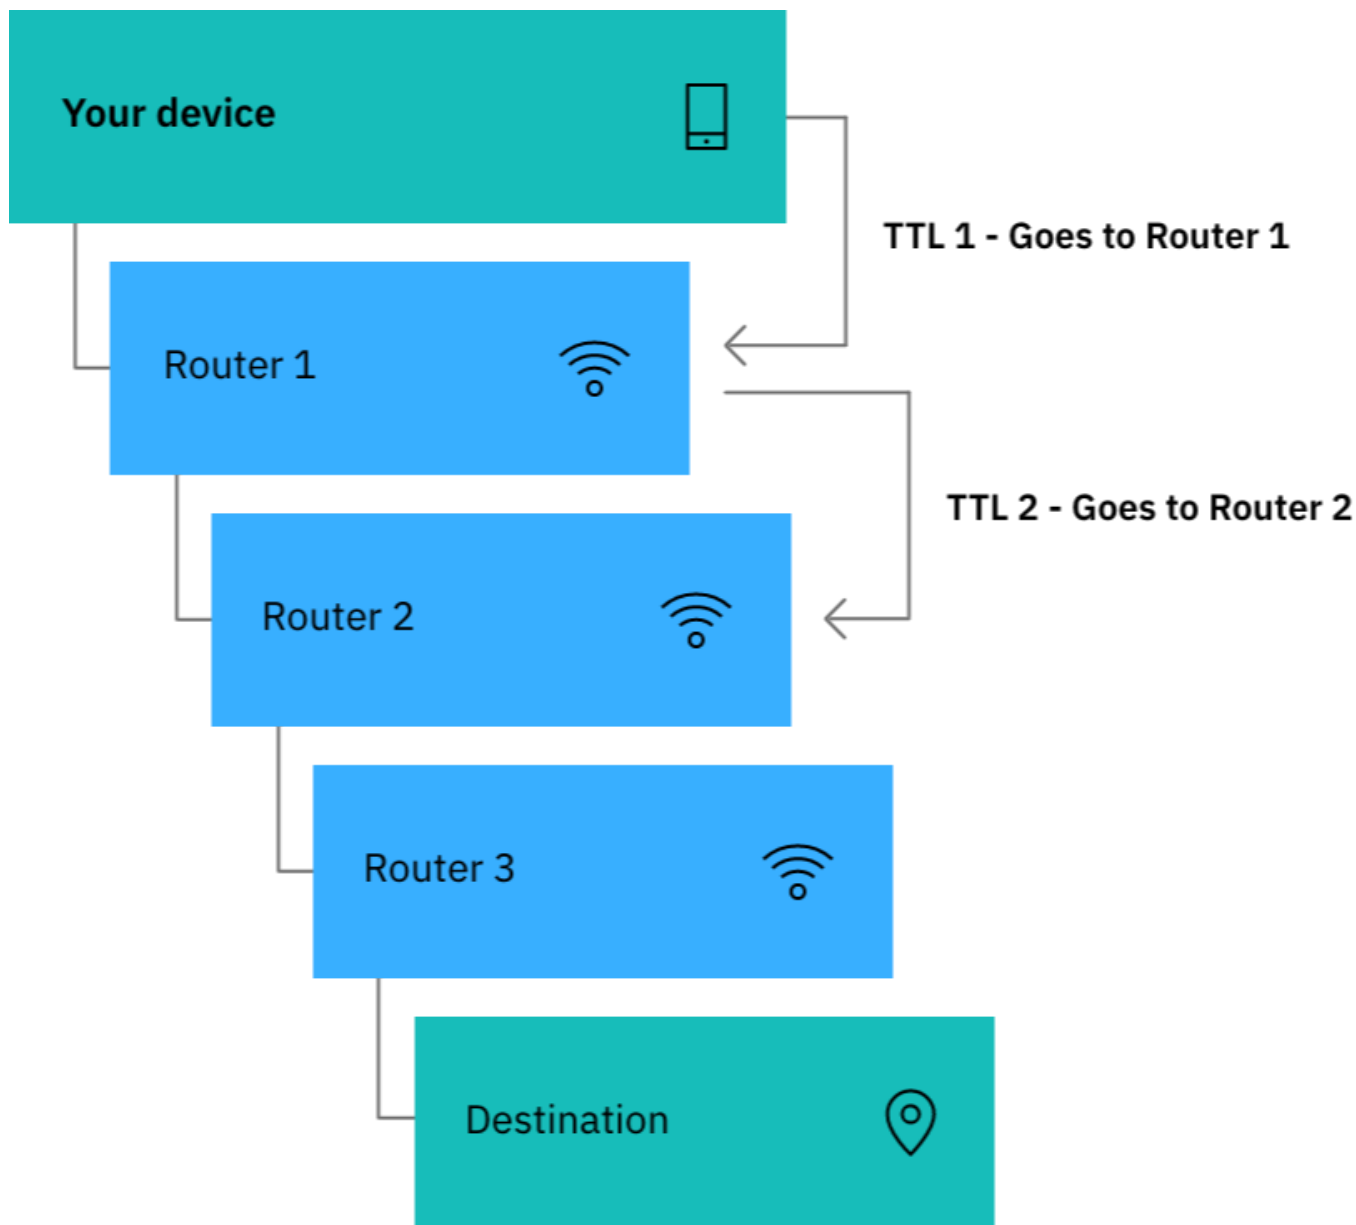 Your device
TTL 1 - Goes to Router 1
Router 1
TTL 2 - Goes to Router 2
Router 2
Router 3
Destination